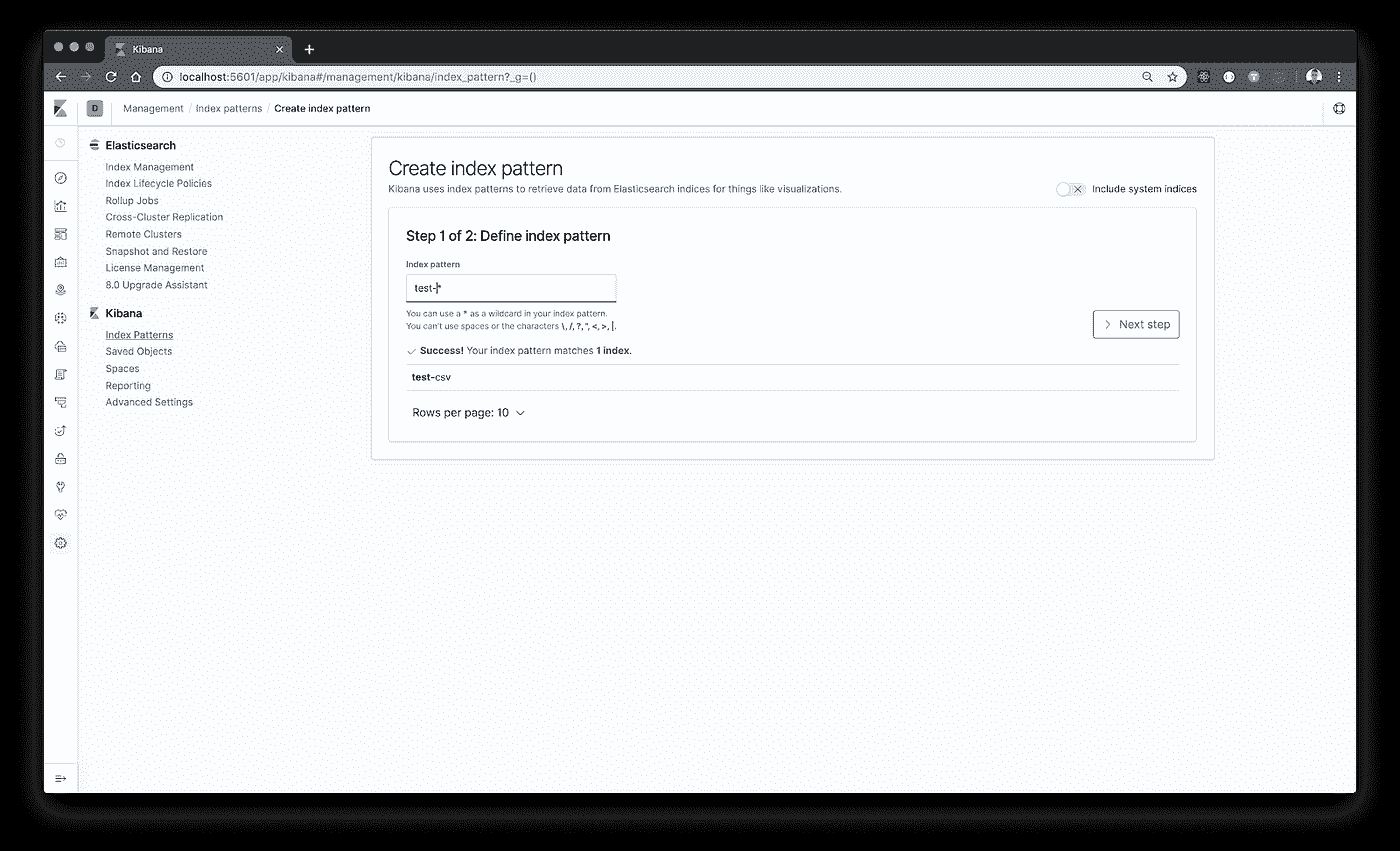 Kibana
localhost:5601/app/kibana#/management/kibana/index_pattern?_g=()
D
Management / Index patterns / Create index pattern
Elasticsearch
Index Management
Index Lifecycle Policies
Rollup Jobs
Cross-Cluster Replication
Remote Clusters
Snapshot and Restore
License Management
8.0 Upgrade Assistant
Kibana
Index Patterns
Saved Objects
Spaces
Reporting
Advanced Settings
Create index pattern
Kibana uses index patterns to retrieve data from Elasticsearch indices for things like visualizations.
Include system indices
Step 1 of 2: Define index pattern
Index pattern
test-*
You can use a * as a wildcard in your index pattern.
You can't use spaces or the characters \, /, ?, ", <, >, |.
Next step
Success! Your index pattern matches 1 index.
test-csv
Rows per page: 10